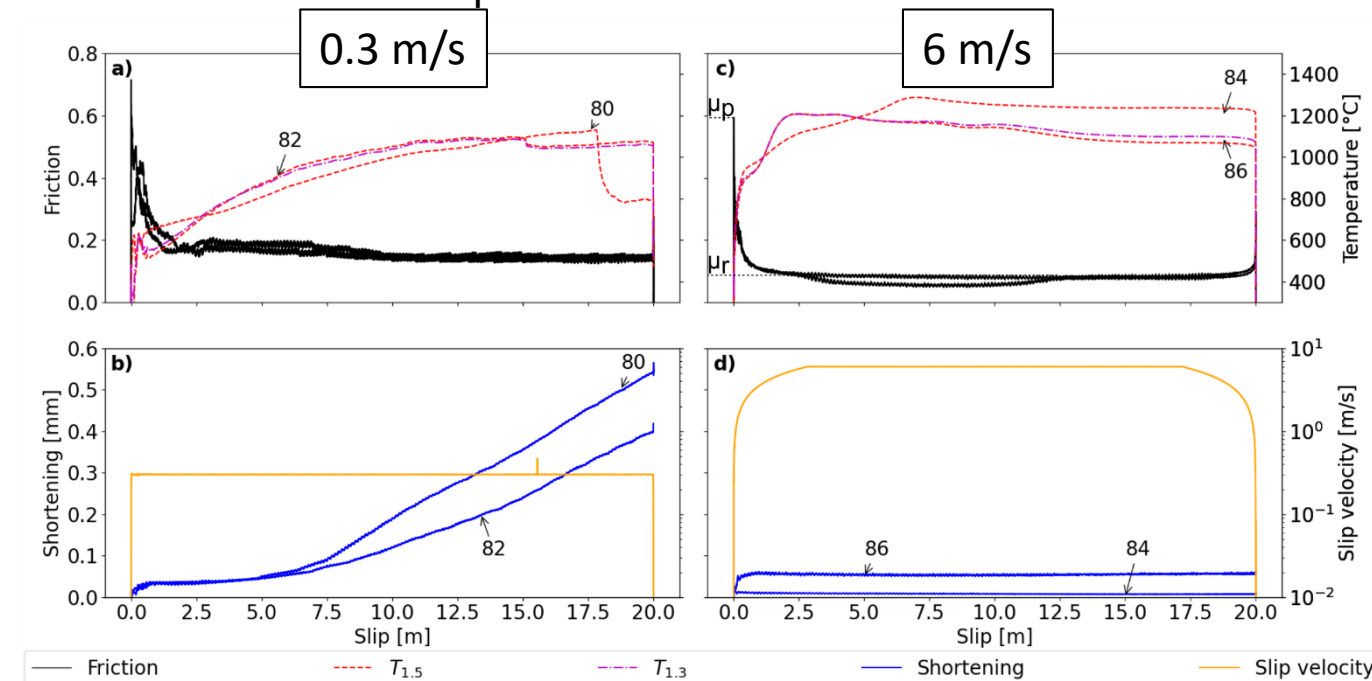 0.3 m/s
6 m/s
a)
0.8
0.6
0.4
0.2
0.0
Friction
82
80
c)
μp
μr
84
86
1400
1200
1000
800
600
400
Temperature [°C]
b)
0.6
0.5
0.4
0.3
0.2
0.1
0.0
Shortening [mm]
80
82
0.0 2.5 5.0 7.5 10.0 12.5 15.0 17.5 20.0
Slip [m]
d)
86
84
10¹
10⁰
10⁻¹
10⁻²
Slip velocity [m/s]
0.0 2.5 5.0 7.5 10.0 12.5 15.0 17.5 20.0
Slip [m]
Friction T₁.₅ T₁.₃ Shortening Slip velocity